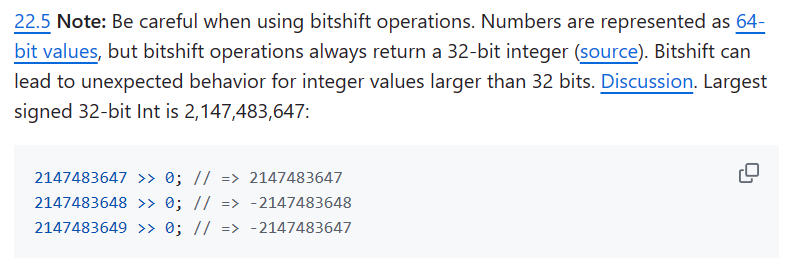 22.5 Note: Be careful when using bitshift operations. Numbers are represented as 64-
bit values, but bitshift operations always return a 32-bit integer (source). Bitshift can
lead to unexpected behavior for integer values larger than 32 bits. Discussion. Largest
signed 32-bit Int is 2,147,483,647:
2147483647 >> 0; // => 2147483647
2147483648 >> 0; // => -2147483648
2147483649 >> 0; // => -2147483647